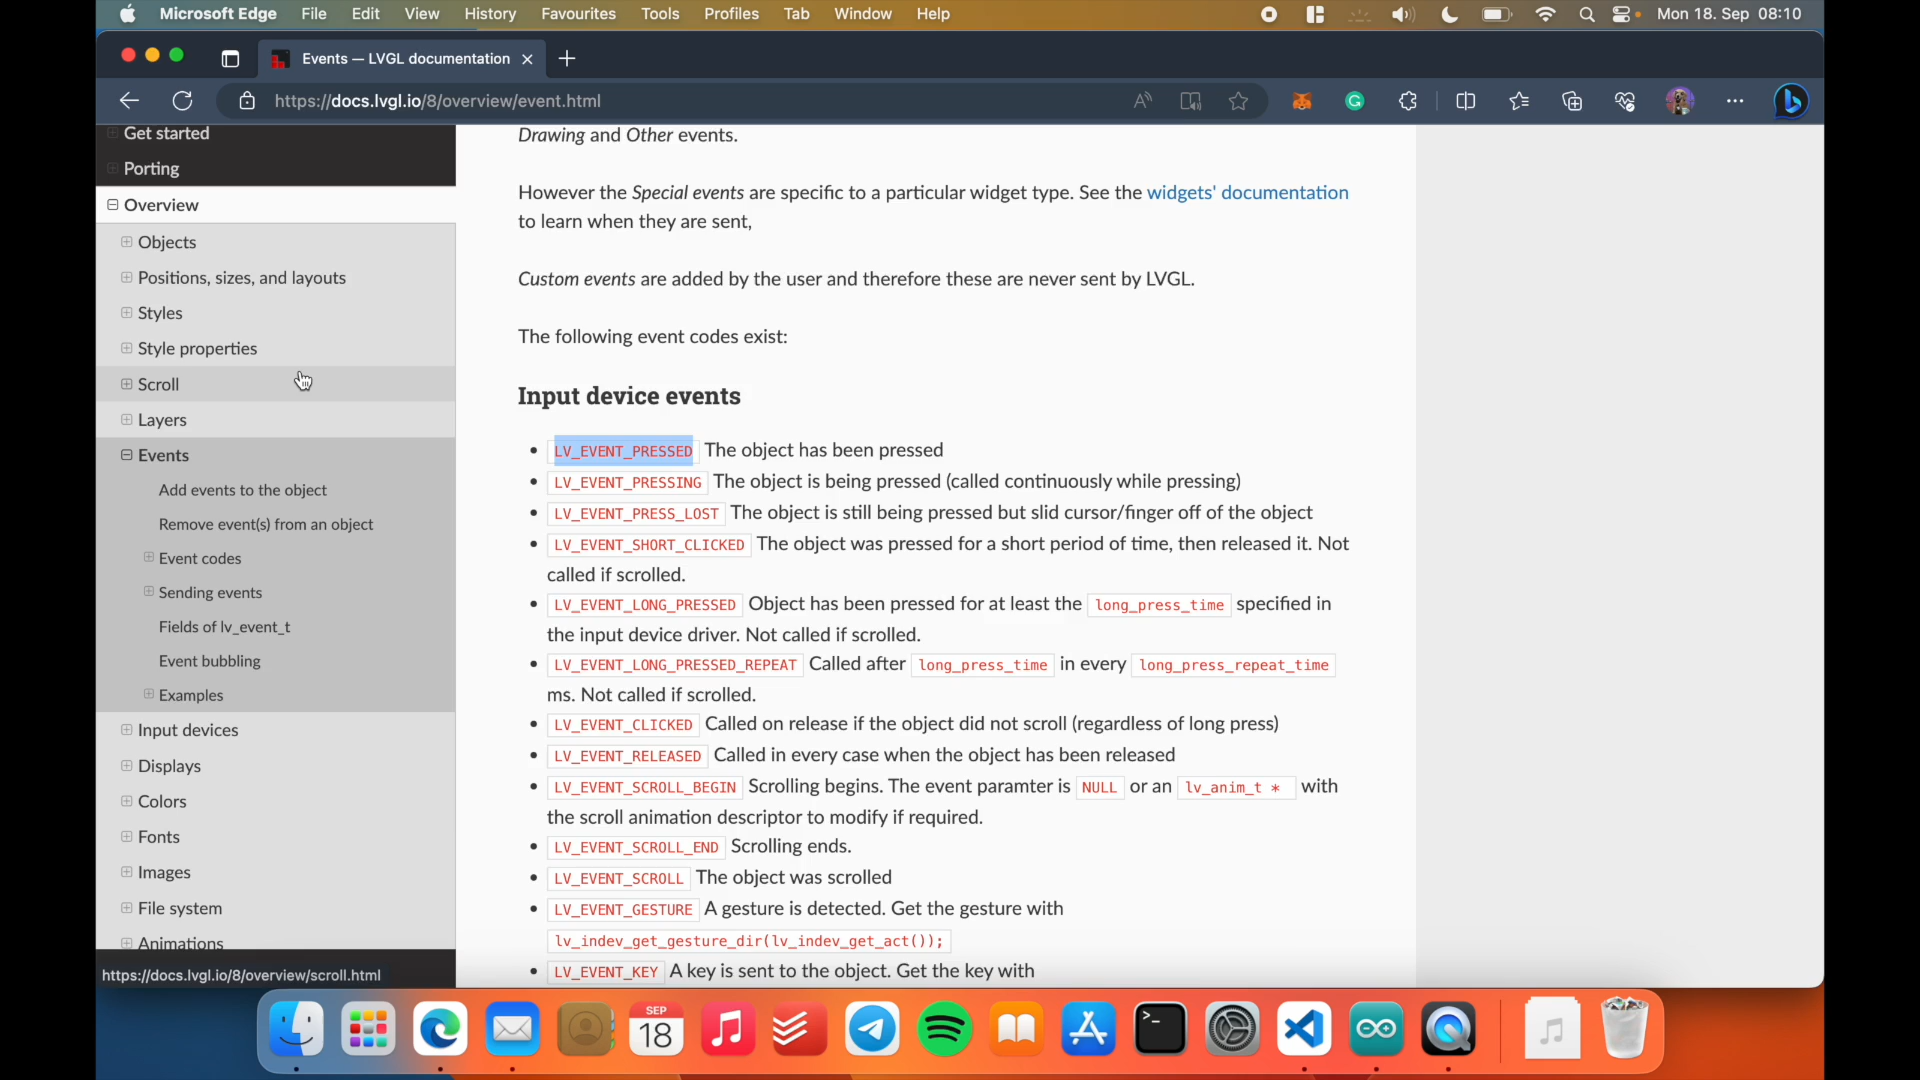 Microsoft Edge File Edit View History Favourites Tools Profiles Tab Window Help Mon 18. Sep 08:10
Events — LVGL documentation
https://docs.lvgl.io/8/overview/event.html
Get started
Porting
Overview
Objects
Positions, sizes, and layouts
Styles
Style properties
Scroll
Layers
Events
Add events to the object
Remove event(s) from an object
Event codes
Sending events
Fields of lv_event_t
Event bubbling
Examples
Input devices
Displays
Colors
Fonts
Images
File system
Animations
https://docs.lvgl.io/8/overview/scroll.html
Drawing and Other events.
However the Special events are specific to a particular widget type. See the widgets' documentation
to learn when they are sent,
Custom events are added by the user and therefore these are never sent by LVGL.
The following event codes exist:
Input device events
• LV_EVENT_PRESSED The object has been pressed
• LV_EVENT_PRESSING The object is being pressed (called continuously while pressing)
• LV_EVENT_PRESS_LOST The object is still being pressed but slid cursor/finger off of the object
• LV_EVENT_SHORT_CLICKED The object was pressed for a short period of time, then released it. Not
called if scrolled.
• LV_EVENT_LONG_PRESSED Object has been pressed for at least the long_press_time specified in
the input device driver. Not called if scrolled.
• LV_EVENT_LONG_PRESSED_REPEAT Called after long_press_time in every long_press_repeat_time
ms. Not called if scrolled.
• LV_EVENT_CLICKED Called on release if the object did not scroll (regardless of long press)
• LV_EVENT_RELEASED Called in every case when the object has been released
• LV_EVENT_SCROLL_BEGIN Scrolling begins. The event paramter is NULL or an lv_anim_t * with
the scroll animation descriptor to modify if required.
• LV_EVENT_SCROLL_END Scrolling ends.
• LV_EVENT_SCROLL The object was scrolled
• LV_EVENT_GESTURE A gesture is detected. Get the gesture with
lv_indev_get_gesture_dir(lv_indev_get_act());
• LV_EVENT_KEY A key is sent to the object. Get the key with
SEP
18